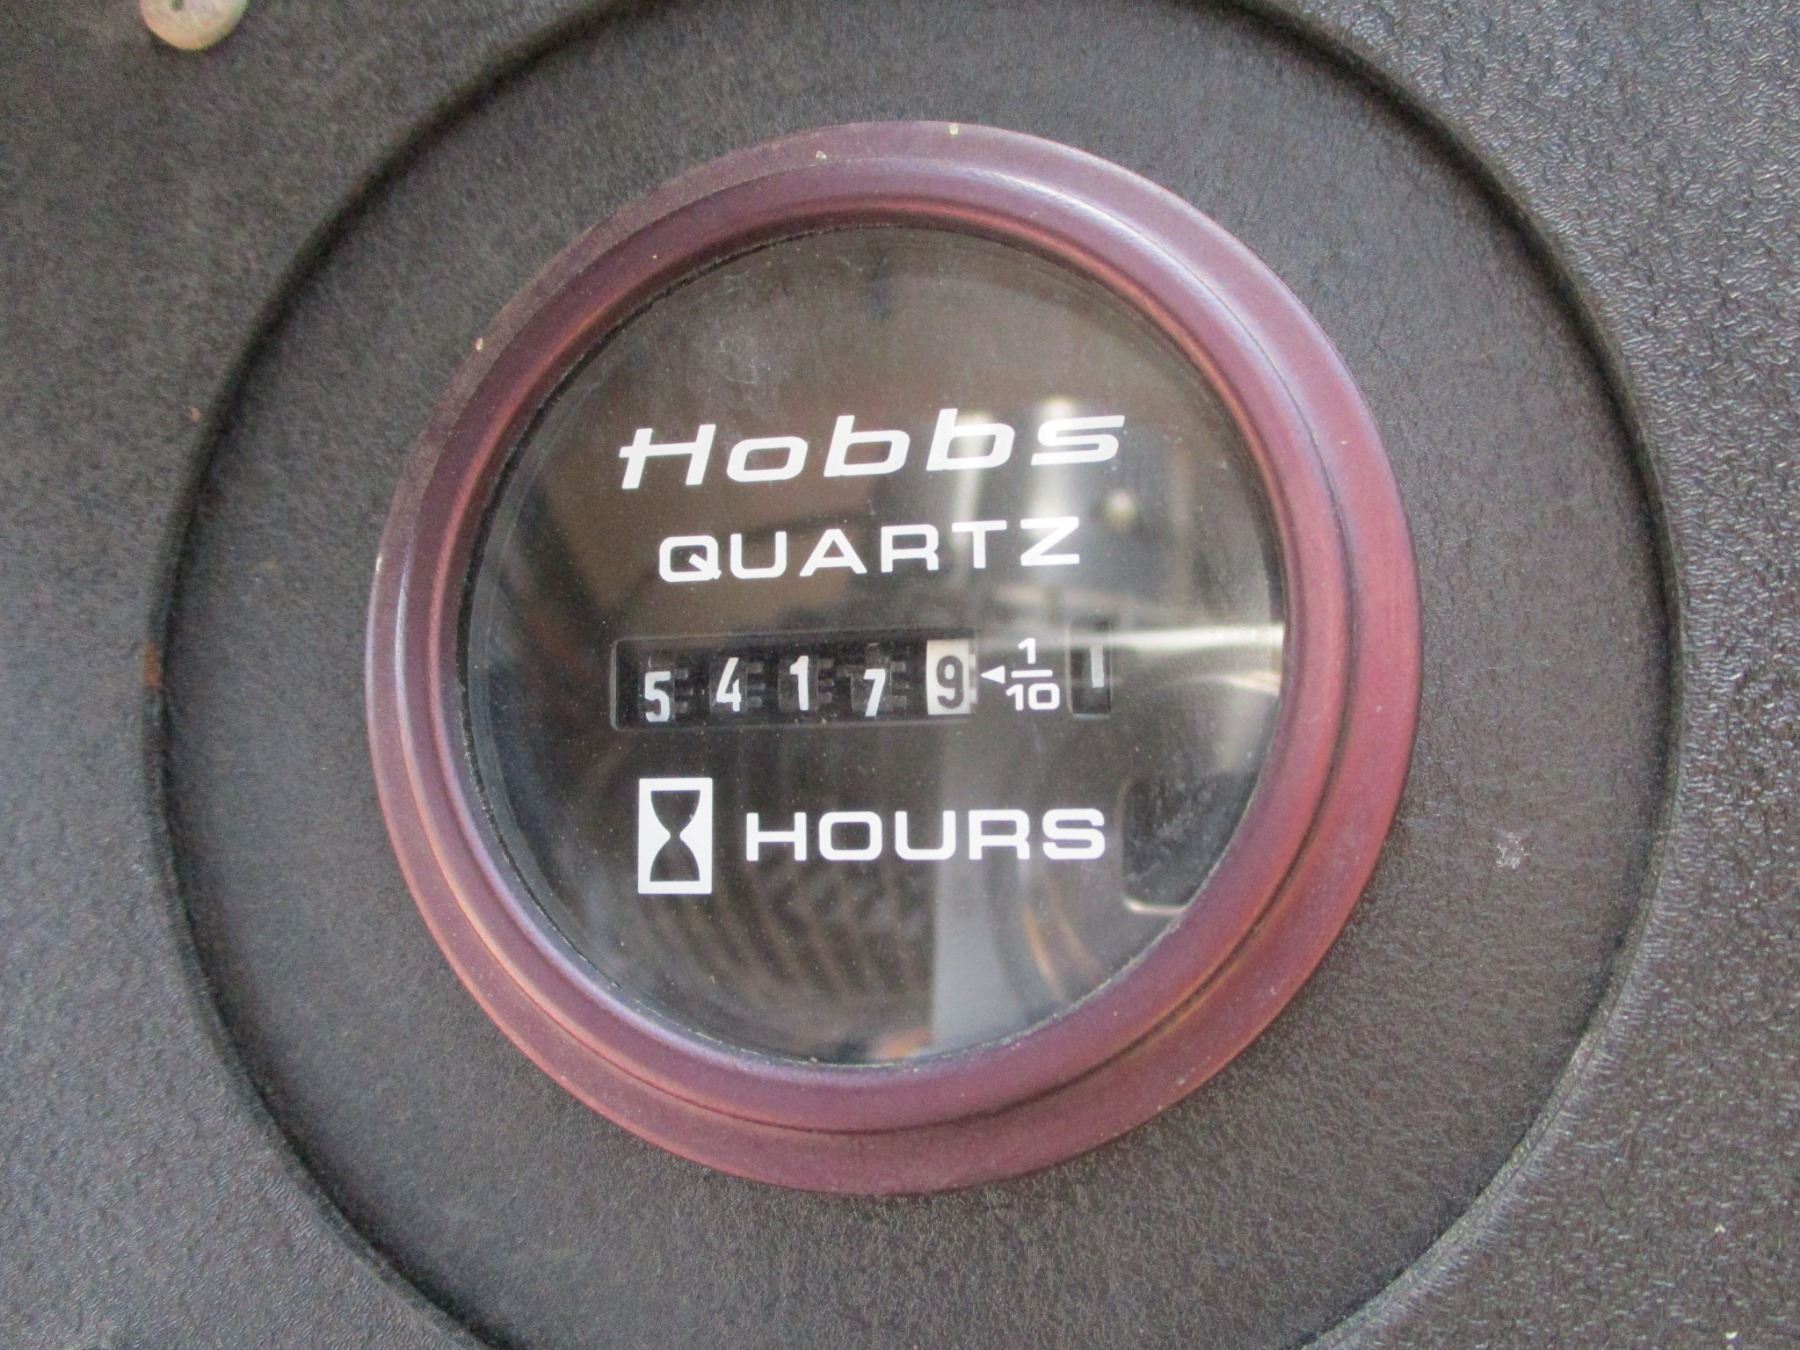 Hobbs
QUARTZ
5 4 1 7 9 ◄ 1/10
HOURS